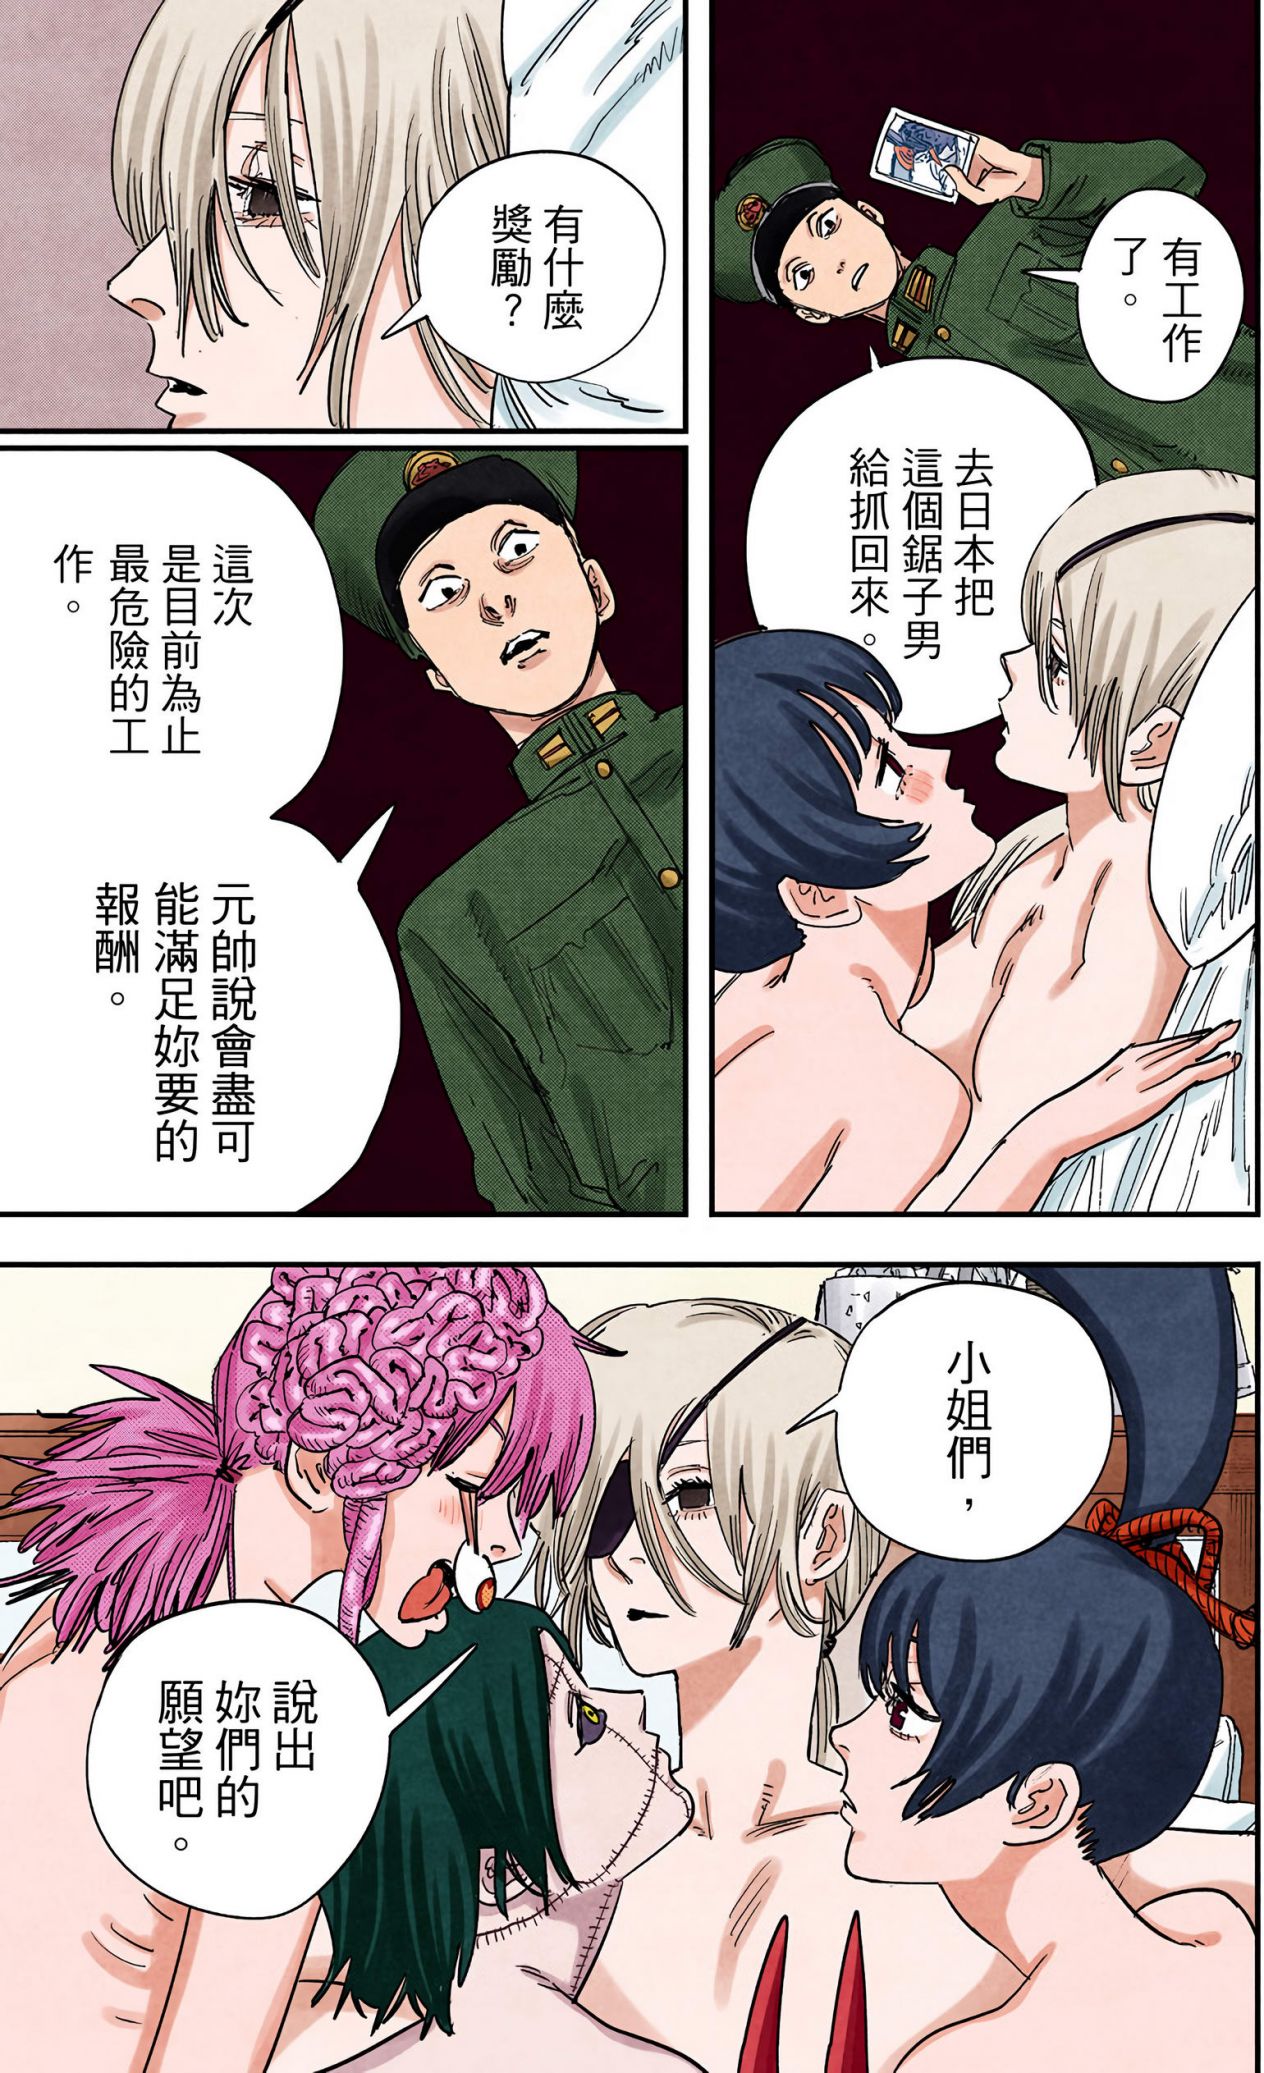 有工作
了。
去日本把
這個鋸子男
給抓回來。
有什麼
獎勵？
這次
是目前為止
最危險的工
作。
元帥說會盡可
能滿足妳要的
報酬。
小姐們，
說出
妳們的
願望吧。